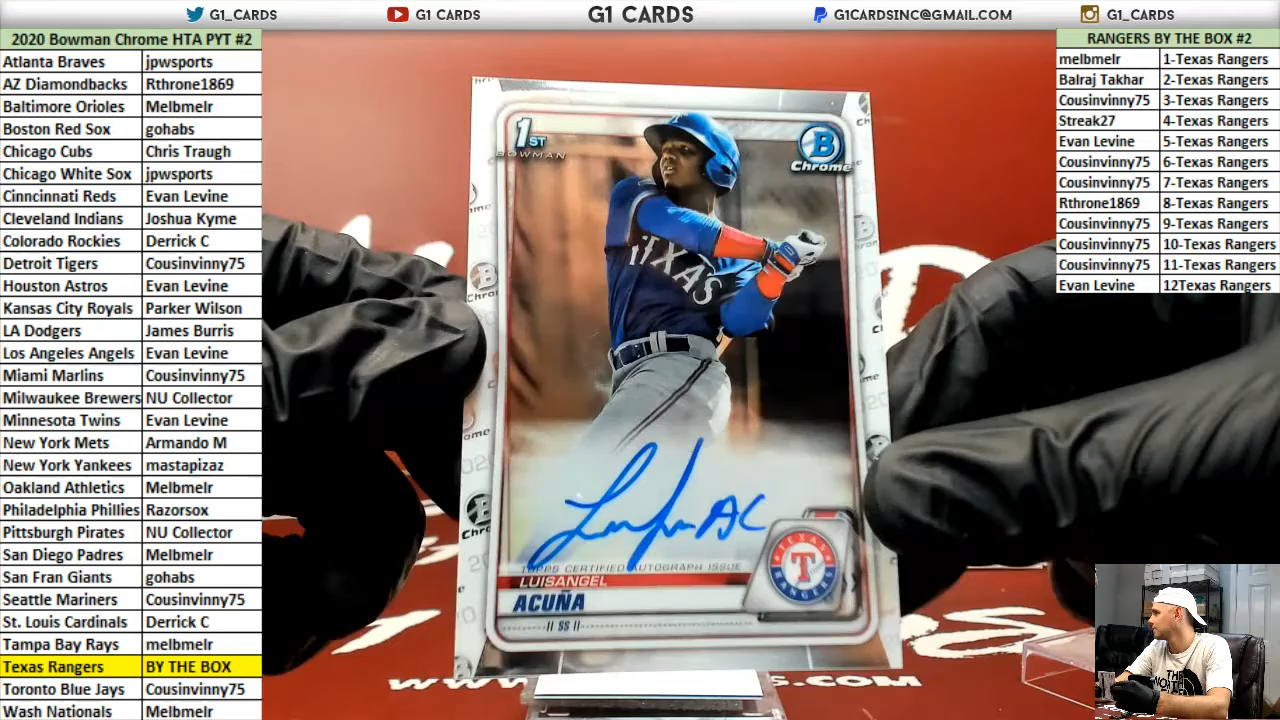 G1_CARDS
G1 CARDS
G1 CARDS
G1CARDSINC@GMAIL.COM
G1_CARDS
2020 Bowman Chrome HTA PYT #2
Atlanta Braves jpwsports
AZ Diamondbacks Rthrone1869
Baltimore Orioles Melbmelr
Boston Red Sox gohabs
Chicago Cubs Chris Traugh
Chicago White Sox jpwsports
Cinncinnati Reds Evan Levine
Cleveland Indians Joshua Kyme
Colorado Rockies Derrick C
Detroit Tigers Cousinvinny75
Houston Astros Evan Levine
Kansas City Royals Parker Wilson
LA Dodgers James Burris
Los Angeles Angels Evan Levine
Miami Marlins Cousinvinny75
Milwaukee Brewers NU Collector
Minnesota Twins Evan Levine
New York Mets Armando M
New York Yankees mastapizaz
Oakland Athletics Melbmelr
Philadelphia Phillies Razorsox
Pittsburgh Pirates NU Collector
San Diego Padres Melbmelr
San Fran Giants gohabs
Seattle Mariners Cousinvinny75
St. Louis Cardinals Derrick C
Tampa Bay Rays melbmelr
Texas Rangers BY THE BOX
Toronto Blue Jays Cousinvinny75
Wash Nationals Melbmelr
1ST
BOWMAN
B
Chrome
TEXAS
TOPPS CERTIFIED AUTOGRAPH ISSUE
LUISANGEL
ACUÑA
|| SS ||
TEXAS
T
RANGERS
RANGERS BY THE BOX #2
melbmelr 1-Texas Rangers
Balraj Takhar 2-Texas Rangers
Cousinvinny75 3-Texas Rangers
Streak27 4-Texas Rangers
Evan Levine 5-Texas Rangers
Cousinvinny75 6-Texas Rangers
Cousinvinny75 7-Texas Rangers
Rthrone1869 8-Texas Rangers
Cousinvinny75 9-Texas Rangers
Cousinvinny75 10-Texas Rangers
Cousinvinny75 11-Texas Rangers
Evan Levine 12Texas Rangers
THE